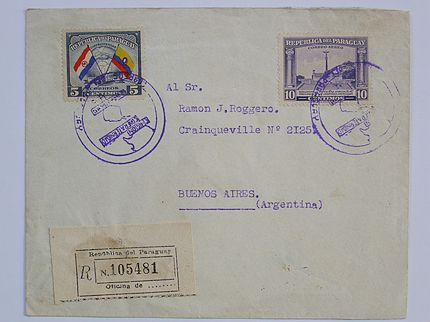 REPUBLICA DEL PARAGUAY
5
CORREOS
CENTIMOS
5
REPUBLICA DEL PARAGUAY
CORREO AEREO
10
CENTIMOS
10
Al Sr.
Ramon J.Roggero.
Crainqueville Nº 2125
BUENOS AIRES.
(Argentina)
República del Paraguay
R
N. 105481
Oficina de ........